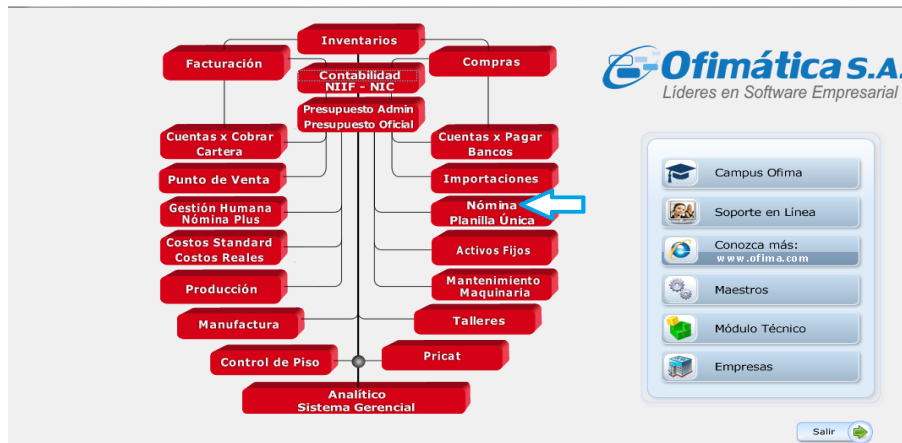 Inventarios
Facturación
Compras
Contabilidad
NIIF - NIC
Presupuesto Admin
Presupuesto Oficial
Cuentas x Cobrar
Cartera
Cuentas x Pagar
Bancos
Punto de Venta
Importaciones
Gestión Humana
Nómina Plus
Nómina
Planilla Única
Costos Standard
Costos Reales
Activos Fijos
Producción
Mantenimiento
Maquinaria
Manufactura
Talleres
Control de Piso
Pricat
Analítico
Sistema Gerencial
Ofimática S.A.
Líderes en Software Empresarial
Campus Ofima
Soporte en Línea
Conozca más:
www.ofima.com
Maestros
Módulo Técnico
Empresas
Salir